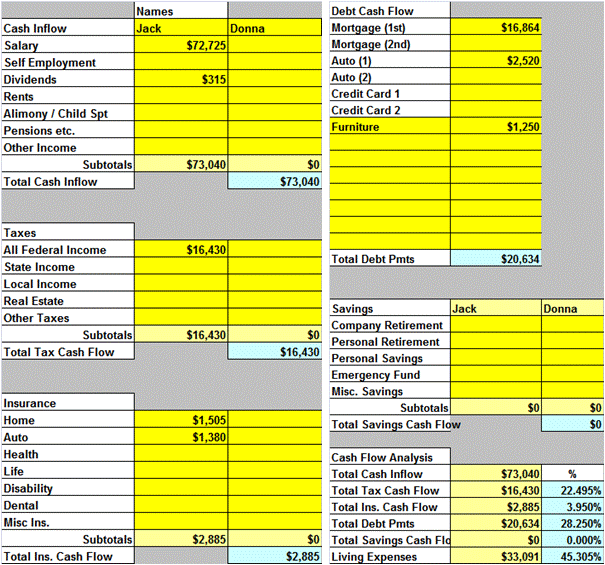 Names
Cash Inflow Jack Donna
Salary $72,725
Self Employment
Dividends $315
Rents
Alimony / Child Spt
Pensions etc.
Other Income
Subtotals $73,040 $0
Total Cash Inflow $73,040
Taxes
All Federal Income $16,430
State Income
Local Income
Real Estate
Other Taxes
Subtotals $16,430 $0
Total Tax Cash Flow $16,430
Insurance
Home $1,505
Auto $1,380
Health
Life
Disability
Dental
Misc Ins.
Subtotals $2,885 $0
Total Ins. Cash Flow $2,885
Debt Cash Flow
Mortgage (1st) $16,864
Mortgage (2nd)
Auto (1) $2,520
Auto (2)
Credit Card 1
Credit Card 2
Furniture $1,250
Total Debt Pmts $20,634
Savings Jack Donna
Company Retirement
Personal Retirement
Personal Savings
Emergency Fund
Misc. Savings
Subtotals $0 $0
Total Savings Cash Flow $0
Cash Flow Analysis
Total Cash Inflow $73,040 %
Total Tax Cash Flow $16,430 22.495%
Total Ins. Cash Flow $2,885 3.950%
Total Debt Pmts $20,634 28.250%
Total Savings Cash Flo $0 0.000%
Living Expenses $33,091 45.305%